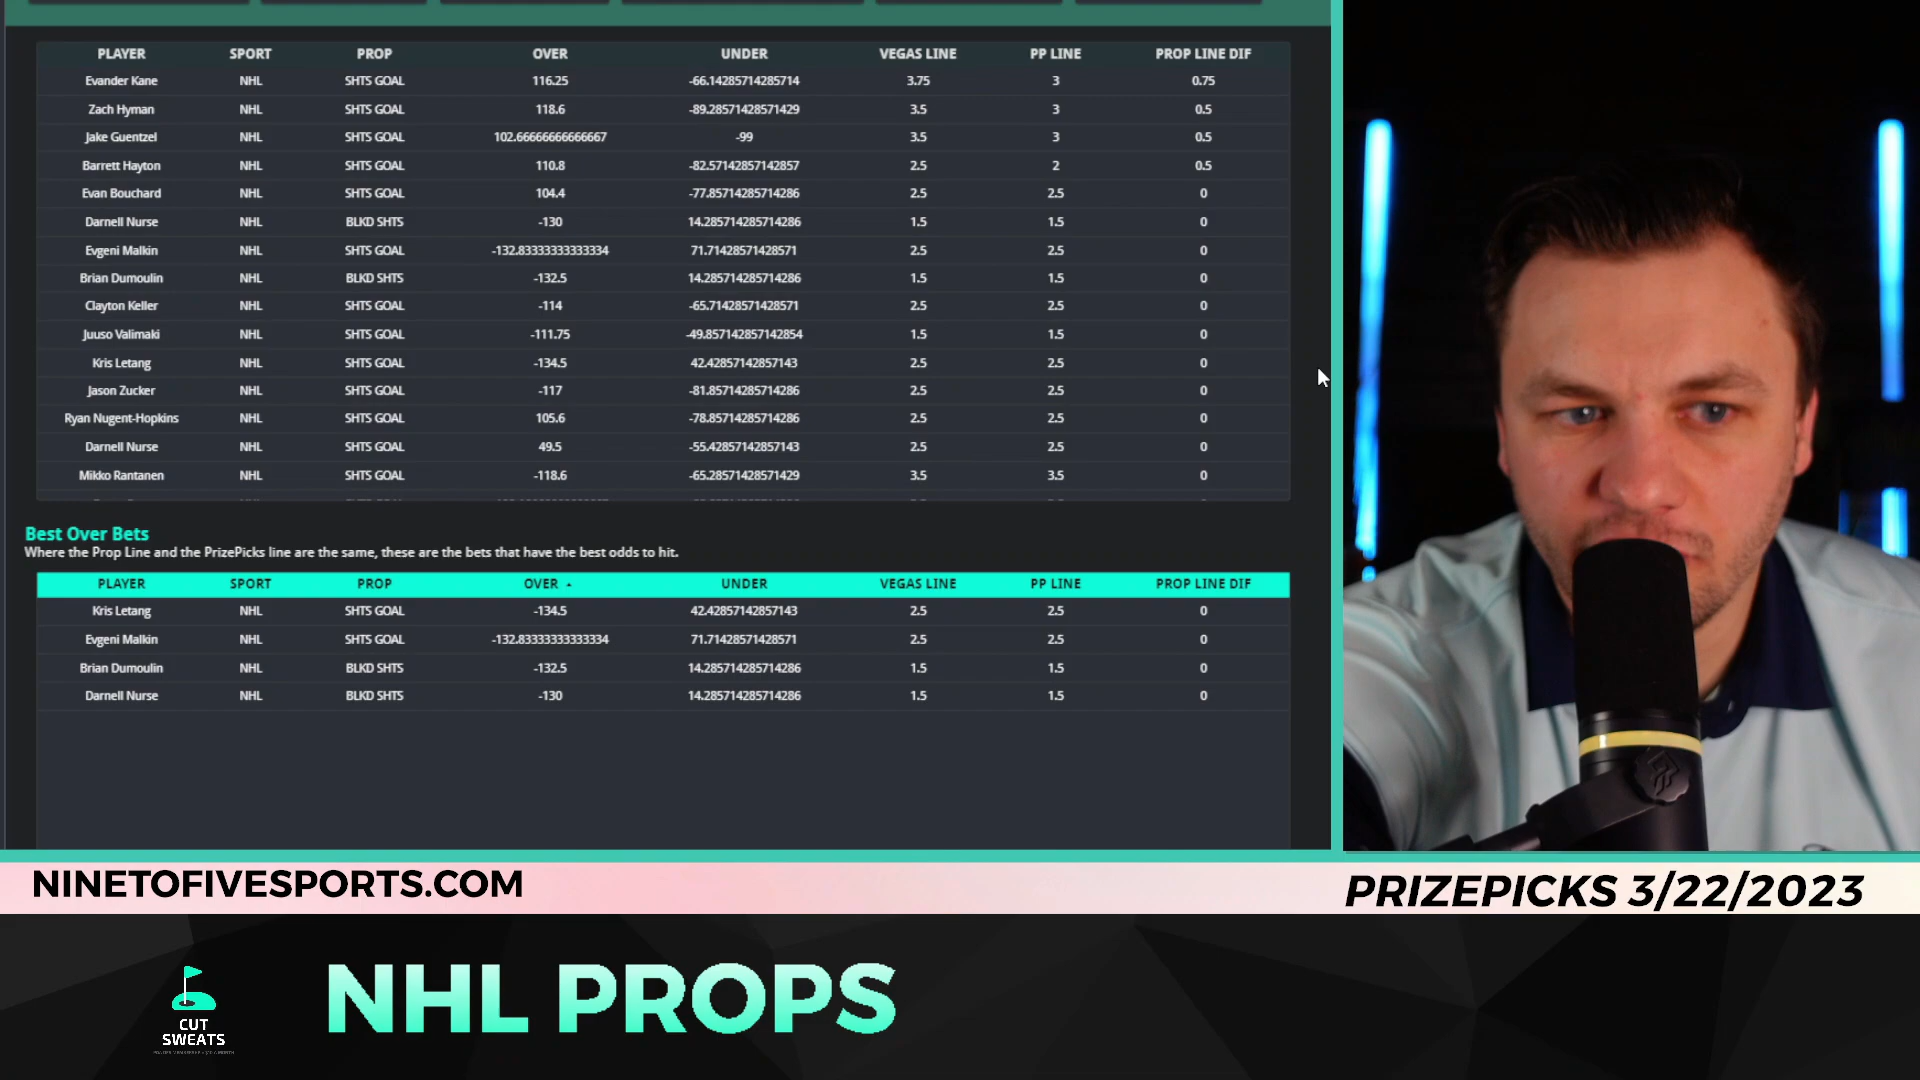 PLAYER SPORT PROP OVER UNDER VEGAS LINE PP LINE PROP LINE DIF
Evander Kane NHL SHTS GOAL 116.25 -66.14285714285714 3.75 3 0.75
Zach Hyman NHL SHTS GOAL 118.6 -89.28571428571429 3.5 3 0.5
Jake Guentzel NHL SHTS GOAL 102.66666666666667 -99 3.5 3 0.5
Barrett Hayton NHL SHTS GOAL 110.8 -82.57142857142857 2.5 2 0.5
Evan Bouchard NHL SHTS GOAL 104.4 -77.85714285714286 2.5 2.5 0
Darnell Nurse NHL BLKD SHTS -130 14.285714285714286 1.5 1.5 0
Evgeni Malkin NHL SHTS GOAL -132.83333333333334 71.71428571428571 2.5 2.5 0
Brian Dumoulin NHL BLKD SHTS -132.5 14.285714285714286 1.5 1.5 0
Clayton Keller NHL SHTS GOAL -114 -65.71428571428571 2.5 2.5 0
Juuso Valimaki NHL SHTS GOAL -111.75 -49.857142857142854 1.5 1.5 0
Kris Letang NHL SHTS GOAL -134.5 42.42857142857143 2.5 2.5 0
Jason Zucker NHL SHTS GOAL -117 -81.85714285714286 2.5 2.5 0
Ryan Nugent-Hopkins NHL SHTS GOAL 105.6 -78.85714285714286 2.5 2.5 0
Darnell Nurse NHL SHTS GOAL 49.5 -55.42857142857143 2.5 2.5 0
Mikko Rantanen NHL SHTS GOAL -118.6 -65.28571428571429 3.5 3.5 0
Best Over Bets
Where the Prop Line and the PrizePicks line are the same, these are the bets that have the best odds to hit.
PLAYER SPORT PROP OVER UNDER VEGAS LINE PP LINE PROP LINE DIF
Kris Letang NHL SHTS GOAL -134.5 42.42857142857143 2.5 2.5 0
Evgeni Malkin NHL SHTS GOAL -132.83333333333334 71.71428571428571 2.5 2.5 0
Brian Dumoulin NHL BLKD SHTS -132.5 14.285714285714286 1.5 1.5 0
Darnell Nurse NHL BLKD SHTS -130 14.285714285714286 1.5 1.5 0
NINETOFIVESPORTS.COM
PRIZEPICKS 3/22/2023
NHL PROPS
CUT
SWEATS